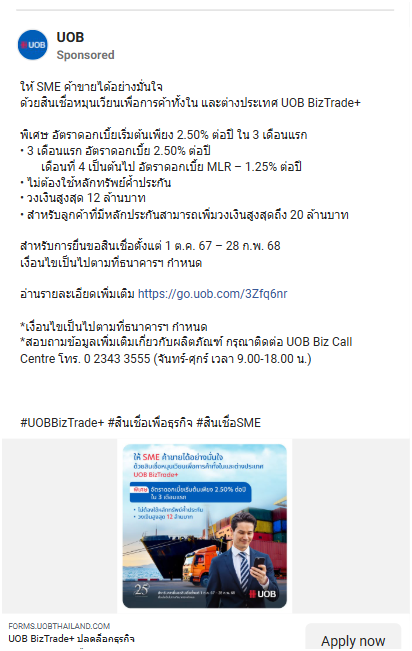 UOB
UOB
Sponsored
ให้ SME ค้าขายได้อย่างมั่นใจ
ด้วยสินเชื่อหมุนเวียนเพื่อการค้าทั้งใน และต่างประเทศ UOB BizTrade+
พิเศษ อัตราดอกเบี้ยเริ่มต้นเพียง 2.50% ต่อปี ใน 3 เดือนแรก
• 3 เดือนแรก อัตราดอกเบี้ย 2.50% ต่อปี
เดือนที่ 4 เป็นต้นไป อัตราดอกเบี้ย MLR – 1.25% ต่อปี
• ไม่ต้องใช้หลักทรัพย์ค้ำประกัน
• วงเงินสูงสุด 12 ล้านบาท
• สำหรับลูกค้าที่มีหลักประกันสามารถเพิ่มวงเงินสูงสุดถึง 20 ล้านบาท
สำหรับการยื่นขอสินเชื่อตั้งแต่ 1 ต.ค. 67 – 28 ก.พ. 68
เงื่อนไขเป็นไปตามที่ธนาคารฯ กำหนด
อ่านรายละเอียดเพิ่มเติม https://go.uob.com/3Zfq6nr
*เงื่อนไขเป็นไปตามที่ธนาคารฯ กำหนด
*สอบถามข้อมูลเพิ่มเติมเกี่ยวกับผลิตภัณฑ์ กรุณาติดต่อ UOB Biz Call
Centre โทร. 0 2343 3555 (จันทร์-ศุกร์ เวลา 9.00-18.00 น.)
#UOBBizTrade+ #สินเชื่อเพื่อธุรกิจ #สินเชื่อSME
ให้ SME ค้าขายได้อย่างมั่นใจ
ด้วยสินเชื่อหมุนเวียนเพื่อการค้าทั้งในและต่างประเทศ
UOB BizTrade+
พิเศษ อัตราดอกเบี้ยเริ่มต้นเพียง 2.50% ต่อปี
ใน 3 เดือนแรก
• ไม่ต้องใช้หลักทรัพย์ค้ำประกัน
• วงเงินสูงสุด 12 ล้านบาท
25
UOB
FORMS.UOBTHAILAND.COM
UOB BizTrade+ ปลดล็อกธุรกิจ
Apply now